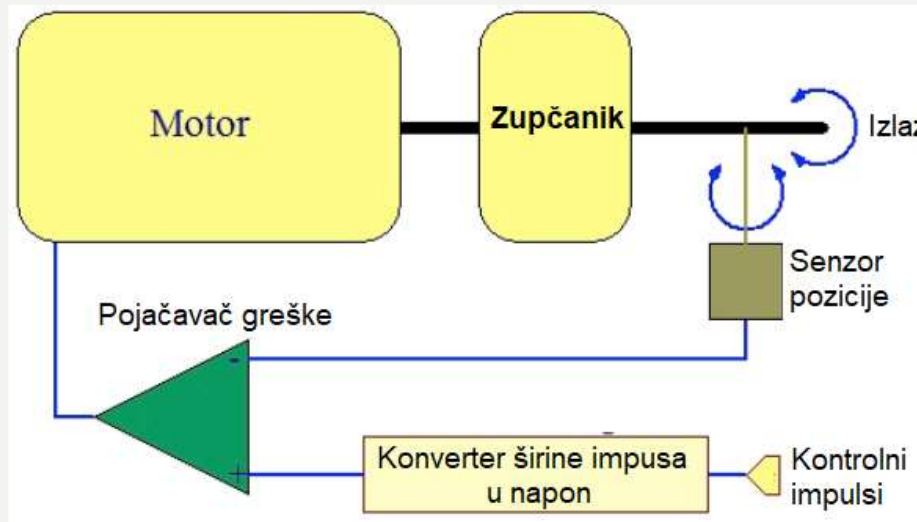 Motor
Zupčanik
Izlaz
Senzor
pozicije
Pojačavač greške
-
+
Konverter širine impusa
u napon
Kontrolni
impulsi